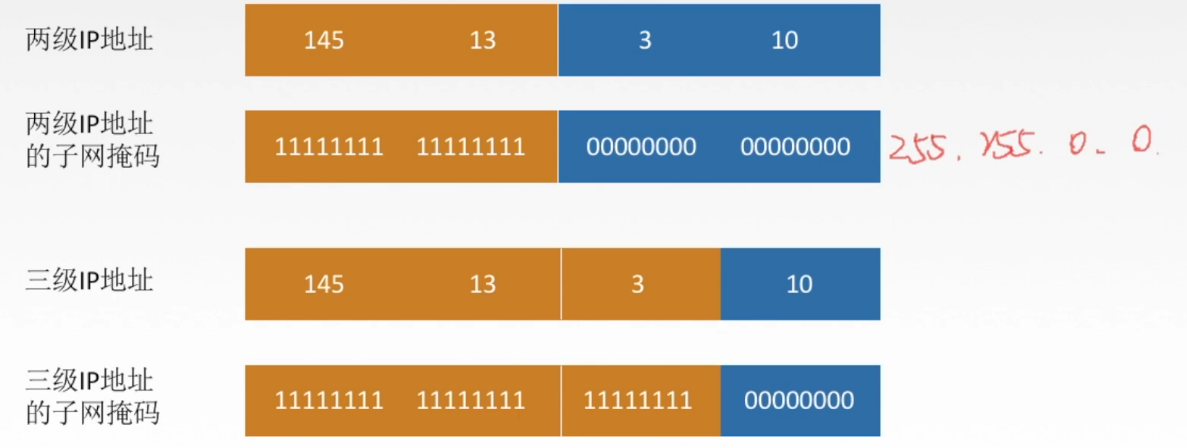 两级IP地址 145 13 3 10
两级IP地址
的子网掩码 11111111 11111111 00000000 00000000 255. 255. 0. 0.
三级IP地址 145 13 3 10
三级IP地址
的子网掩码 11111111 11111111 11111111 00000000